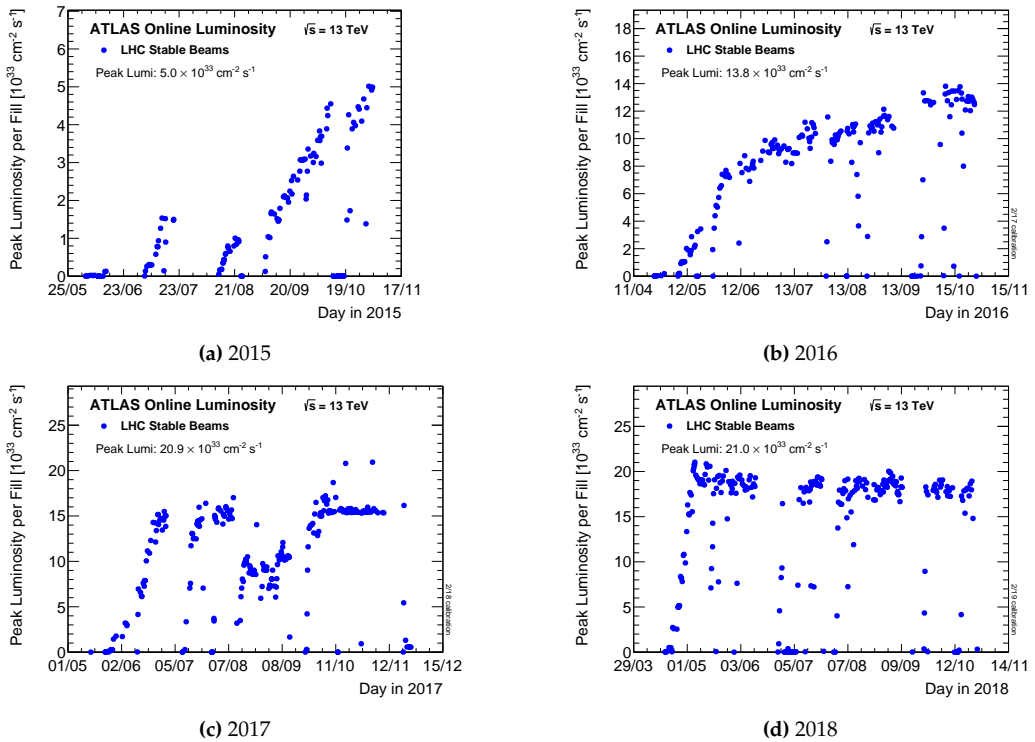 ATLAS Online Luminosity √s = 13 TeV
LHC Stable Beams
Peak Lumi: 5.0 × 10³³ cm⁻² s⁻¹
Peak Luminosity per Fill [10³³ cm⁻² s⁻¹]
7
6
5
4
3
2
1
0
25/05 23/06 23/07 21/08 20/09 19/10 17/11
Day in 2015
(a) 2015
ATLAS Online Luminosity √s = 13 TeV
LHC Stable Beams
Peak Lumi: 13.8 × 10³³ cm⁻² s⁻¹
Peak Luminosity per Fill [10³³ cm⁻² s⁻¹]
18
16
14
12
10
8
6
4
2
0
11/04 12/05 12/06 13/07 13/08 13/09 15/10 15/11
Day in 2016
2/17 calibration
(b) 2016
ATLAS Online Luminosity √s = 13 TeV
LHC Stable Beams
Peak Lumi: 20.9 × 10³³ cm⁻² s⁻¹
Peak Luminosity per Fill [10³³ cm⁻² s⁻¹]
25
20
15
10
5
0
01/05 02/06 05/07 07/08 08/09 11/10 12/11 15/12
Day in 2017
2/18 calibration
(c) 2017
ATLAS Online Luminosity √s = 13 TeV
LHC Stable Beams
Peak Lumi: 21.0 × 10³³ cm⁻² s⁻¹
Peak Luminosity per Fill [10³³ cm⁻² s⁻¹]
25
20
15
10
5
0
29/03 01/05 03/06 05/07 07/08 09/09 12/10 14/11
Day in 2018
2/19 calibration
(d) 2018